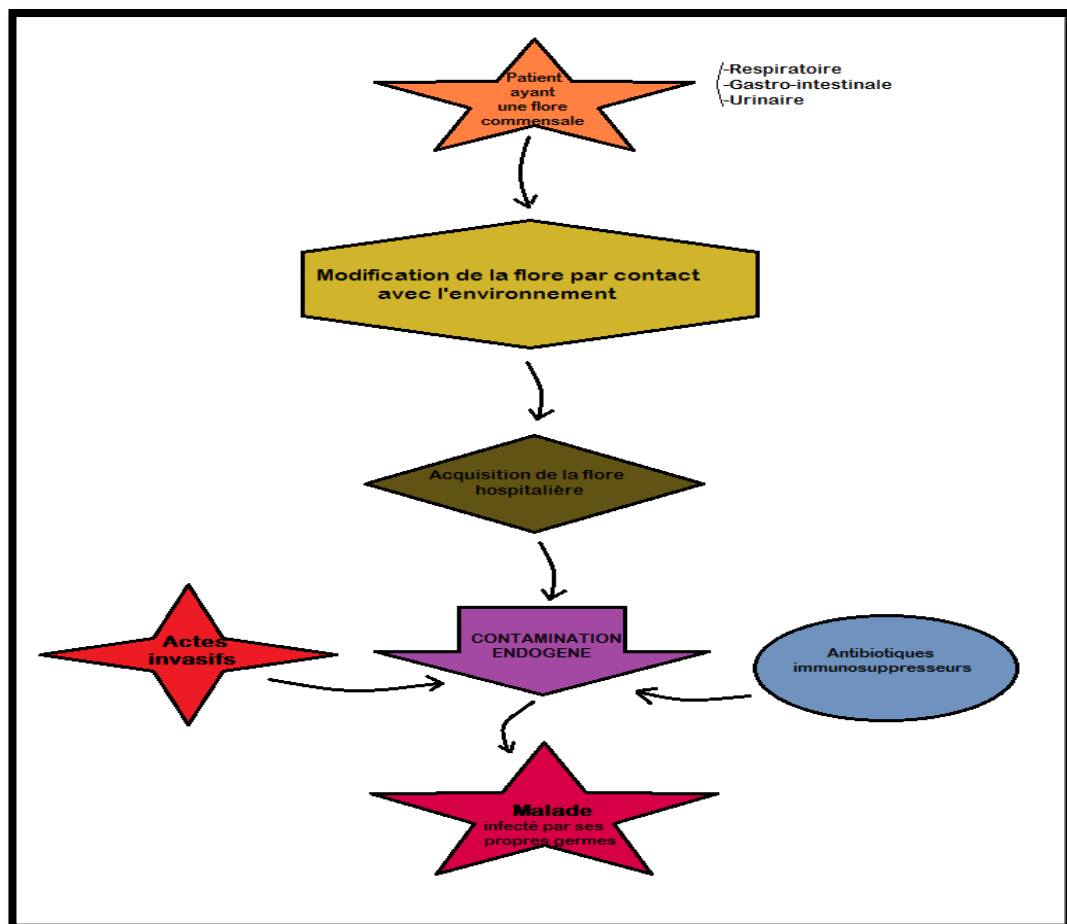 Patient
ayant
une flore
commensale
-Respiratoire
-Gastro-intestinale
-Urinaire
Modification de la flore par contact
avec l'environnement
Acquisition de la flore
hospitalière
Actes
invasifs
CONTAMINATION
ENDOGENE
Antibiotiques
immunosuppresseurs
Malade
infecté par ses
propres germes